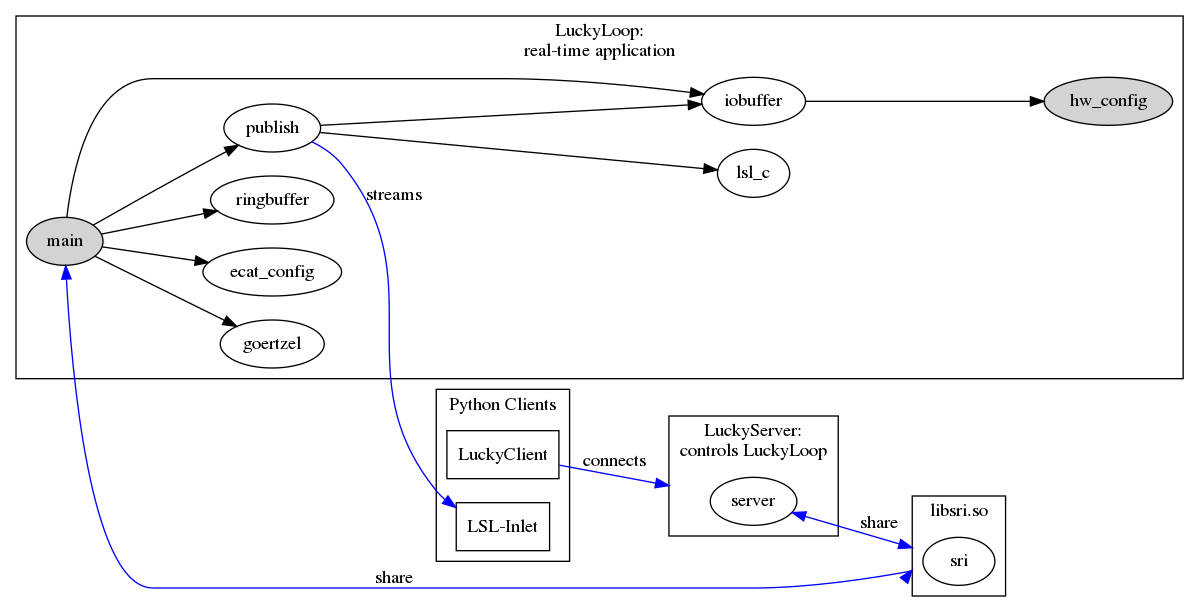 LuckyLoop:
real-time application
iobuffer
hw_config
publish
lsl_c
streams
ringbuffer
main
ecat_config
goertzel
Python Clients
LuckyClient
LSL-Inlet
connects
LuckyServer:
controls LuckyLoop
server
share
libsri.so
sri
share